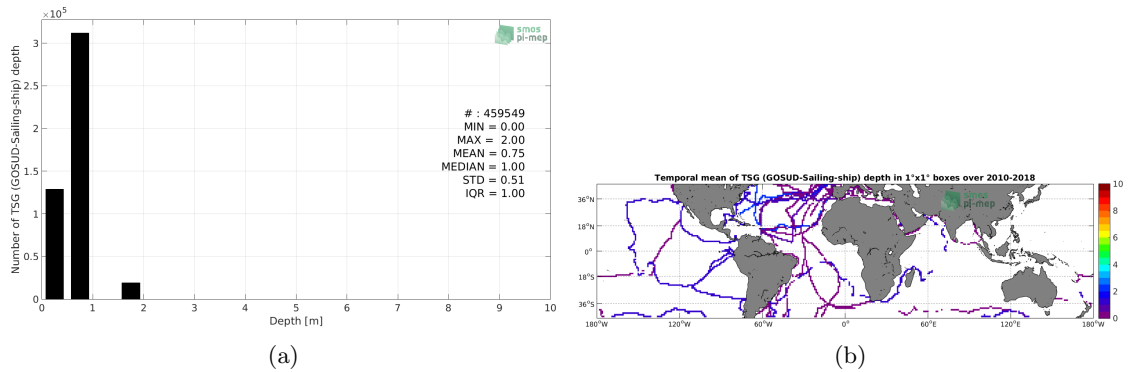 ×10⁵
smos
pi-mep
Number of TSG (GOSUD-Sailing-ship) depth
3
2.5
2
1.5
1
0.5
0
# : 459549
MIN = 0.00
MAX = 2.00
MEAN = 0.75
MEDIAN = 1.00
STD = 0.51
IQR = 1.00
0 1 2 3 4 5 6 7 8 9 10
Depth [m]
(a)
Temporal mean of TSG (GOSUD-Sailing-ship) depth in 1°x1° boxes over 2010-2018
smos
pi-mep
36°N
18°N
0°
18°S
36°S
180°W 120°W 60°W 0° 60°E 120°E 180°W
10
8
6
4
2
0
(b)